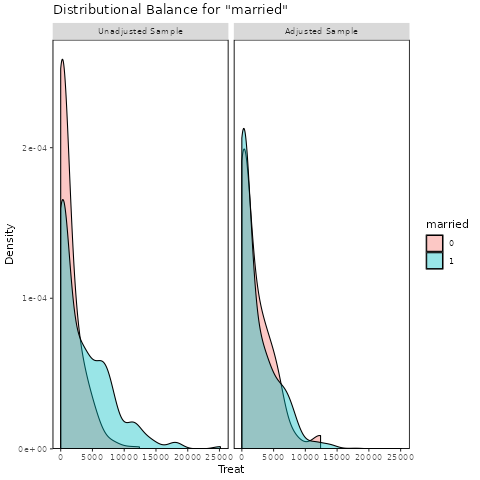 Distributional Balance for "married"
Unadjusted Sample
Adjusted Sample
Density
2e-04
1e-04
0e+00
0 5000 10000 15000 20000 25000
0 5000 10000 15000 20000 25000
Treat
married
0
1